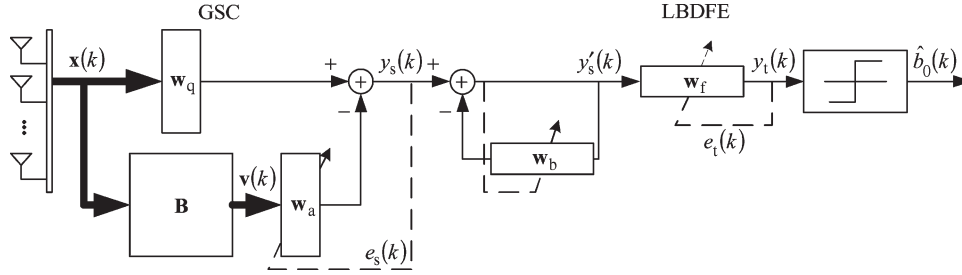 GSC
LBDFE
x(k)
w_q
+
y_s(k)
+
y′_s(k)
w_f
y_t(k)
b̂_0(k)
−
−
e_t(k)
w_b
B
v(k)
w_a
e_s(k)